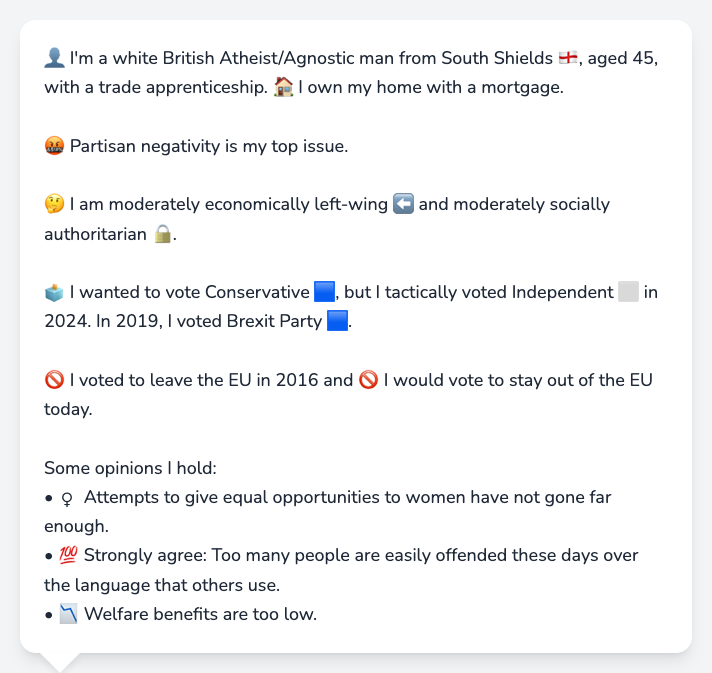 👤 I'm a white British Atheist/Agnostic man from South Shields 🏴󠁧󠁢󠁥󠁮󠁧󠁿, aged 45,
with a trade apprenticeship. 🏠 I own my home with a mortgage.
🤬 Partisan negativity is my top issue.
🤔 I am moderately economically left-wing ⬅️ and moderately socially
authoritarian 🔒.
🗳️ I wanted to vote Conservative 🟦, but I tactically voted Independent ⬜ in
2024. In 2019, I voted Brexit Party 🟦.
🚫 I voted to leave the EU in 2016 and 🚫 I would vote to stay out of the EU
today.
Some opinions I hold:
• ♀ Attempts to give equal opportunities to women have not gone far
enough.
• 💯 Strongly agree: Too many people are easily offended these days over
the language that others use.
• 📉 Welfare benefits are too low.